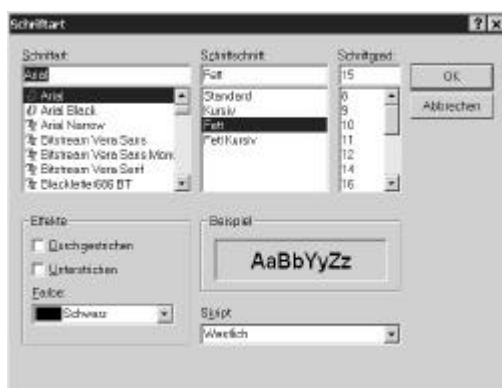 Schriftart
Schriftart:
Arial
Arial
Arial Black
Arial Narrow
Bitstream Vera Sans
Bitstream Vera Sans Mono
Bitstream Vera Serif
Blackletter606 BT
Schriftschnitt:
Fett
Standard
Kursiv
Fett
Fett Kursiv
Schriftgrad:
15
8
9
10
11
12
14
16
OK
Abbrechen
Effekte
Durchgestrichen
Unterstrichen
Farbe:
Schwarz
Beispiel
AaBbYyZz
Skript
Westlich